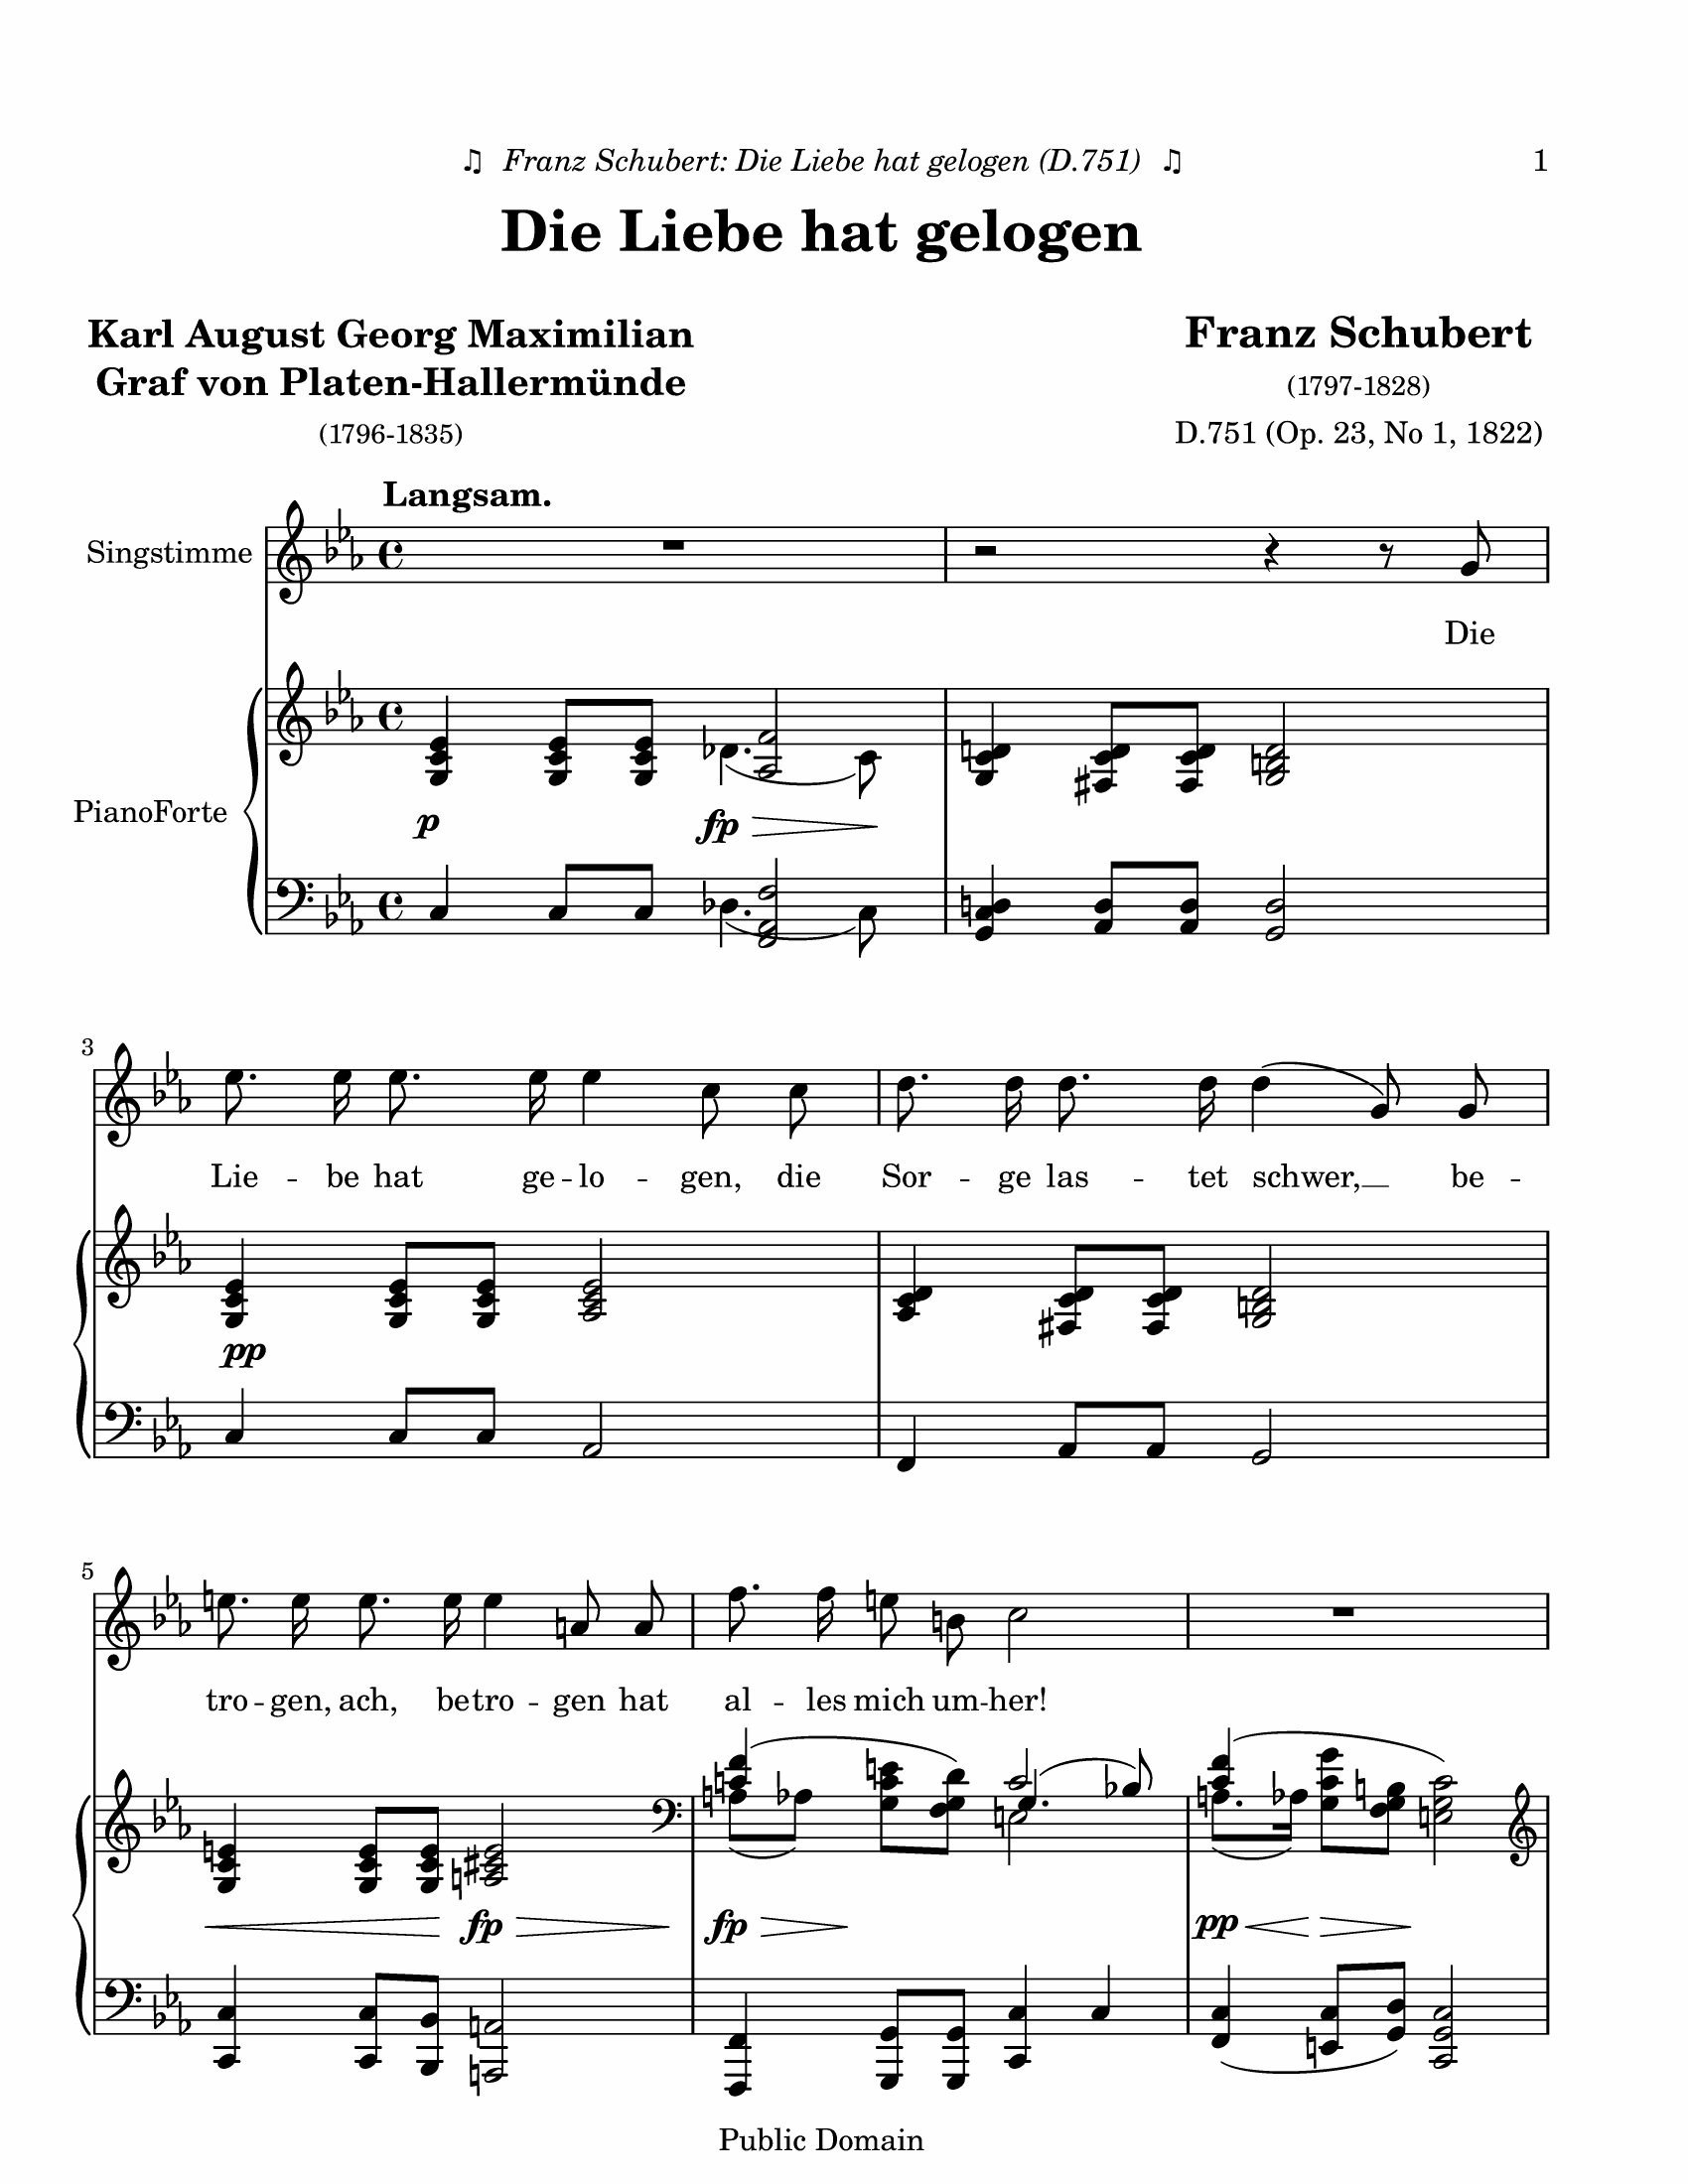 ♫ Franz Schubert: Die Liebe hat gelogen (D.751) ♫ 1
Die Liebe hat gelogen
Karl August Georg Maximilian
Graf von Platen-Hallermünde
(1796-1835)
Franz Schubert
(1797-1828)
D.751 (Op. 23, No 1, 1822)
Langsam.
Singstimme
Die
PianoForte
p fp
3
Lie - be hat ge - lo - gen, die Sor - ge las - tet schwer, __ be -
pp
5
tro - gen, ach, be - tro - gen hat al - les mich um - her!
fp fp pp
Public Domain